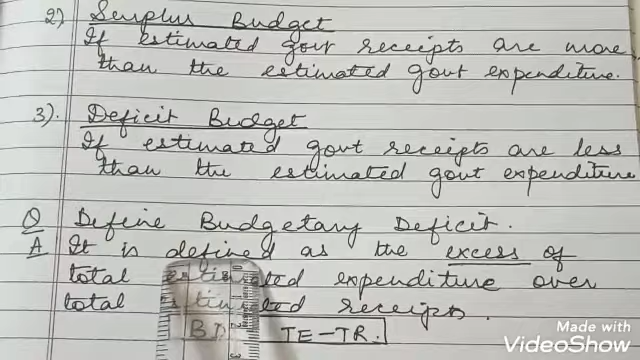 2) Surplus Budget
If estimated govt receipts are more
than the estimated govt expenditure.
3). Deficit Budget
If estimated govt receipts are less
than the estimated govt expenditure
Q Define Budgetary Deficit.
A It is defined as the excess of
total estimated expenditure over
total estimated receipts.
BD TE-TR.
Made with
VideoShow